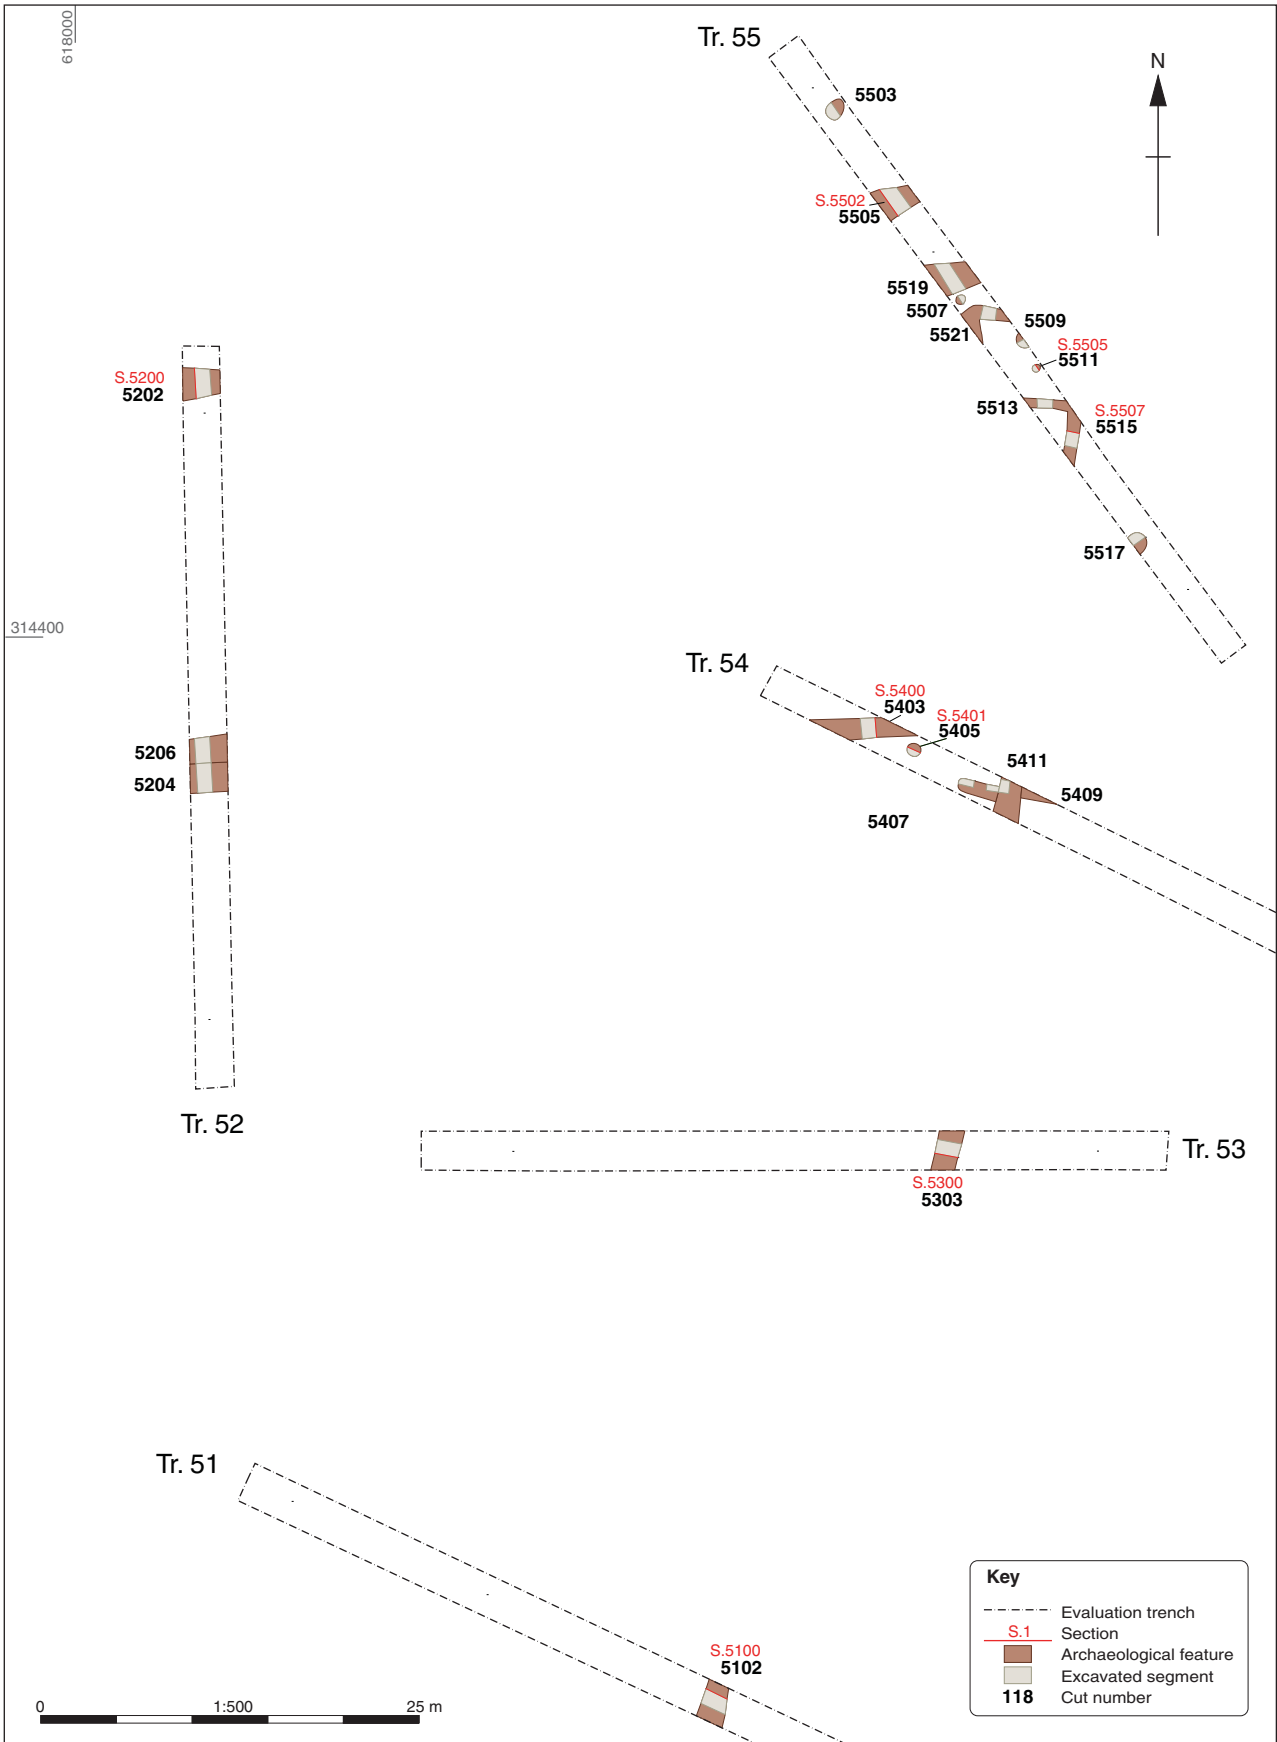 618000
Tr. 55
N
5503
S.5502
5505
5519
5507
5521
5509
S.5505
5511
5513
S.5507
5515
5517
S.5200
5202
314400
Tr. 54
S.5400
5403
S.5401
5405
5411
5409
5407
5206
5204
Tr. 52
Tr. 53
S.5300
5303
Tr. 51
S.5100
5102
0 1:500 25 m
Key
Evaluation trench
S.1 Section
Archaeological feature
Excavated segment
118 Cut number